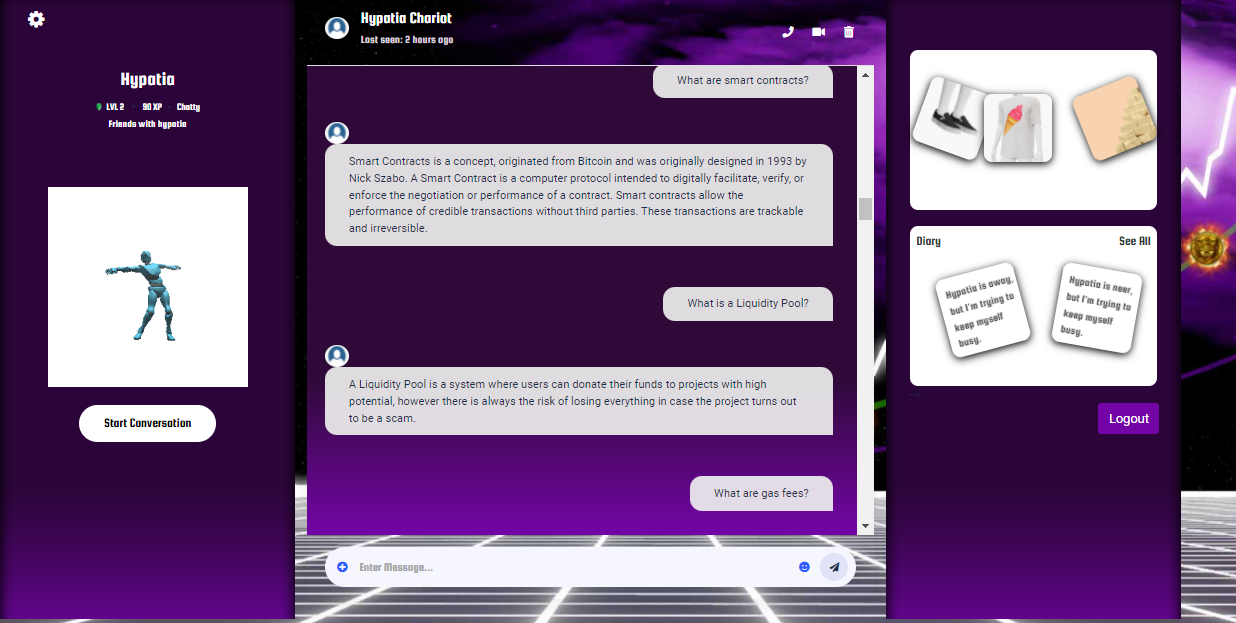 Hypatia
LVL 2 · 90 XP · Chatty
Friends with hypatia
Start Conversation
Hypatia Chariot
Last seen: 2 hours ago
What are smart contracts?
Smart Contracts is a concept, originated from Bitcoin and was originally designed in 1993 by
Nick Szabo. A Smart Contract is a computer protocol intended to digitally facilitate, verify, or
enforce the negotiation or performance of a contract. Smart contracts allow the
performance of credible transactions without third parties. These transactions are trackable
and irreversible.
What is a Liquidity Pool?
A Liquidity Pool is a system where users can donate their funds to projects with high
potential, however there is always the risk of losing everything in case the project turns out
to be a scam.
What are gas fees?
Enter Message...
Diary
See All
Hypatia is away,
but I'm trying to
keep myself
busy.
Hypatia is neer,
but I'm trying to
keep myself
busy.
-->
Logout